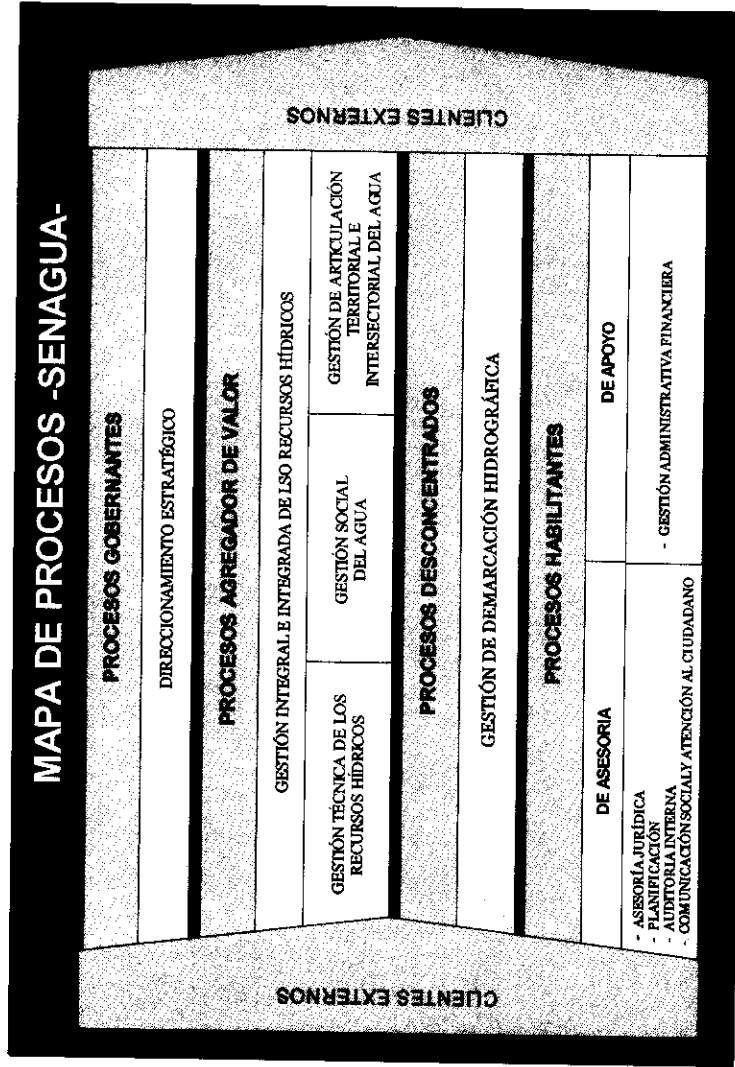 MAPA DE PROCESOS -SENAGUA-
CLIENTES EXTERNOS
PROCESOS GOBERNANTES
DIRECCIONAMIENTO ESTRATÉGICO
PROCESOS AGREGADOR DE VALOR
GESTIÓN INTEGRAL E INTEGRADA DE LSO RECURSOS HÍDRICOS
GESTIÓN TÉCNICA DE LOS
RECURSOS HÍDRICOS
GESTIÓN SOCIAL
DEL AGUA
GESTIÓN DE ARTICULACIÓN
TERRITORIAL E
INTERSECTORIAL DEL AGUA
PROCESOS DESCONCENTRADOS
GESTIÓN DE DEMARCACIÓN HIDROGRÁFICA
PROCESOS HABILITANTES
DE ASESORIA
- ASESORÍA JURÍDICA
- PLANIFICACIÓN
- AUDITORIA INTERNA
- COMUNICACIÓN SOCIAL Y ATENCIÓN AL CIUDADANO
DE APOYO
- GESTIÓN ADMINISTRATIVA FINANCIERA
CLIENTES EXTERNOS